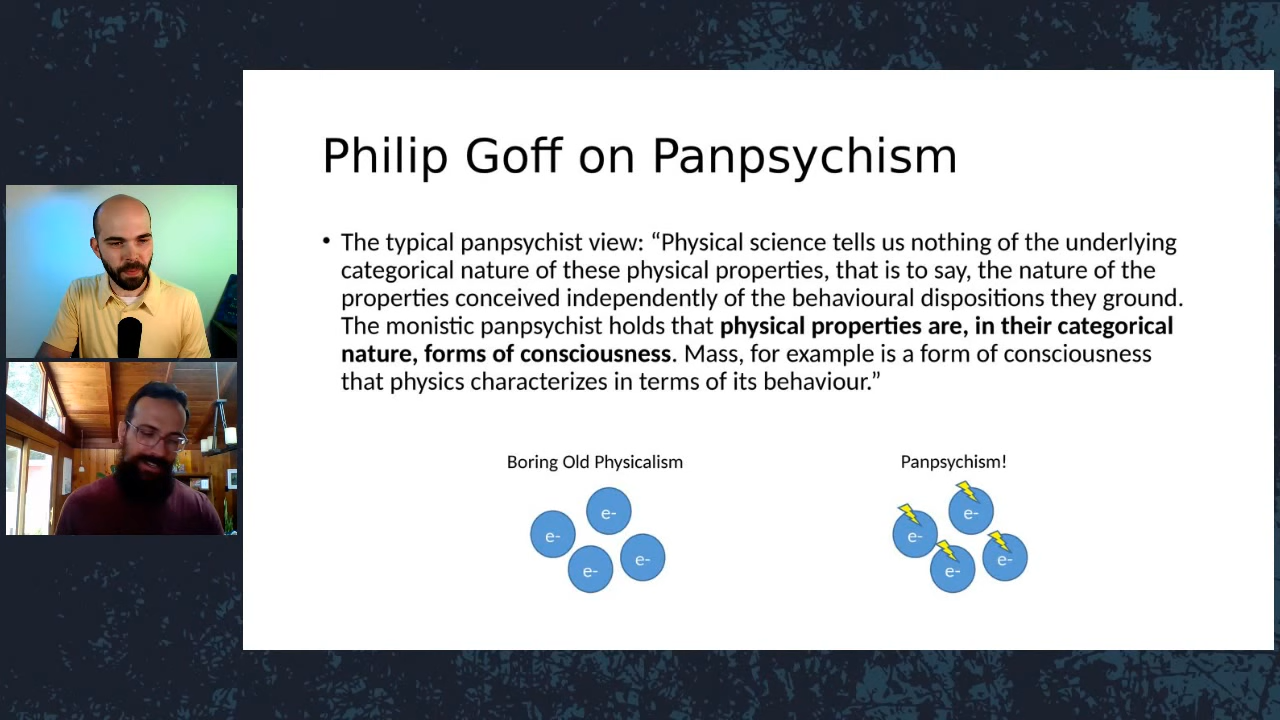 Philip Goff on Panpsychism
• The typical panpsychist view: “Physical science tells us nothing of the underlying
categorical nature of these physical properties, that is to say, the nature of the
properties conceived independently of the behavioural dispositions they ground.
The monistic panpsychist holds that physical properties are, in their categorical
nature, forms of consciousness. Mass, for example is a form of consciousness
that physics characterizes in terms of its behaviour.”
Boring Old Physicalism
e-
e-
e-
e-
Panpsychism!
e-
e-
e-
e-